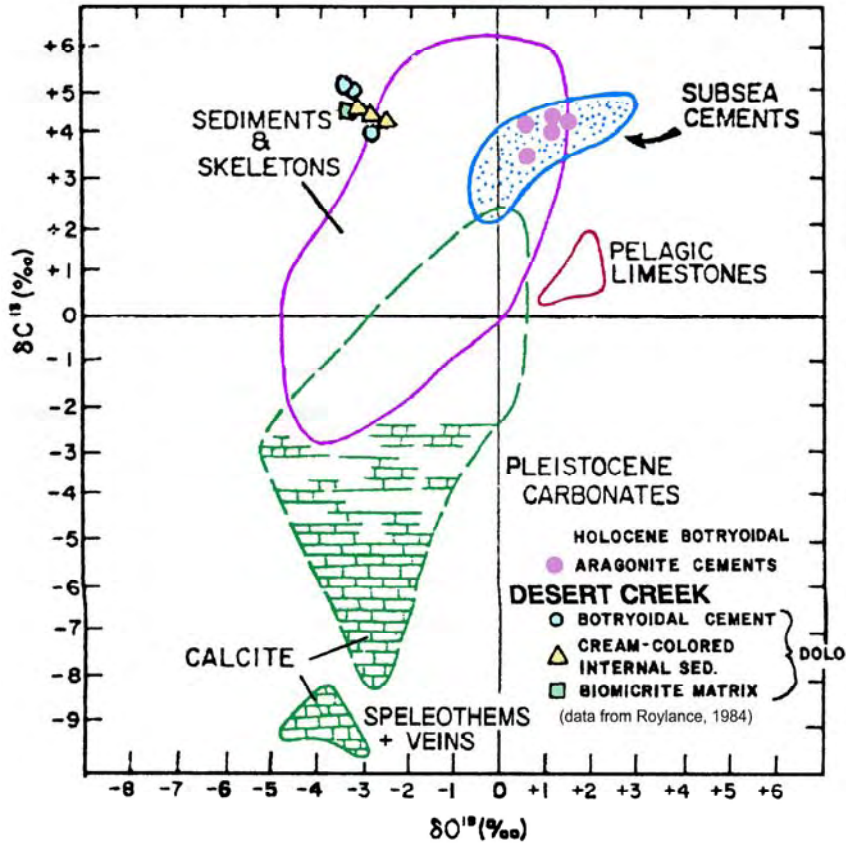 +6
+5
+4
+3
+2
+1
0
-1
-2
-3
-4
-5
-6
-7
-8
-9
δC¹³(‰)
SEDIMENTS
&
SKELETONS
SUBSEA
CEMENTS
PELAGIC
LIMESTONES
PLEISTOCENE
CARBONATES
HOLOCENE BOTRYOIDAL
ARAGONITE CEMENTS
DESERT CREEK
BOTRYOIDAL CEMENT
CREAM-COLORED
INTERNAL SED.
DOLO
BIOMICRITE MATRIX
(data from Roylance, 1984)
CALCITE
SPELEOTHEMS
+ VEINS
-8 -7 -6 -5 -4 -3 -2 -1 0 +1 +2 +3 +4 +5 +6
δO¹⁸(‰)